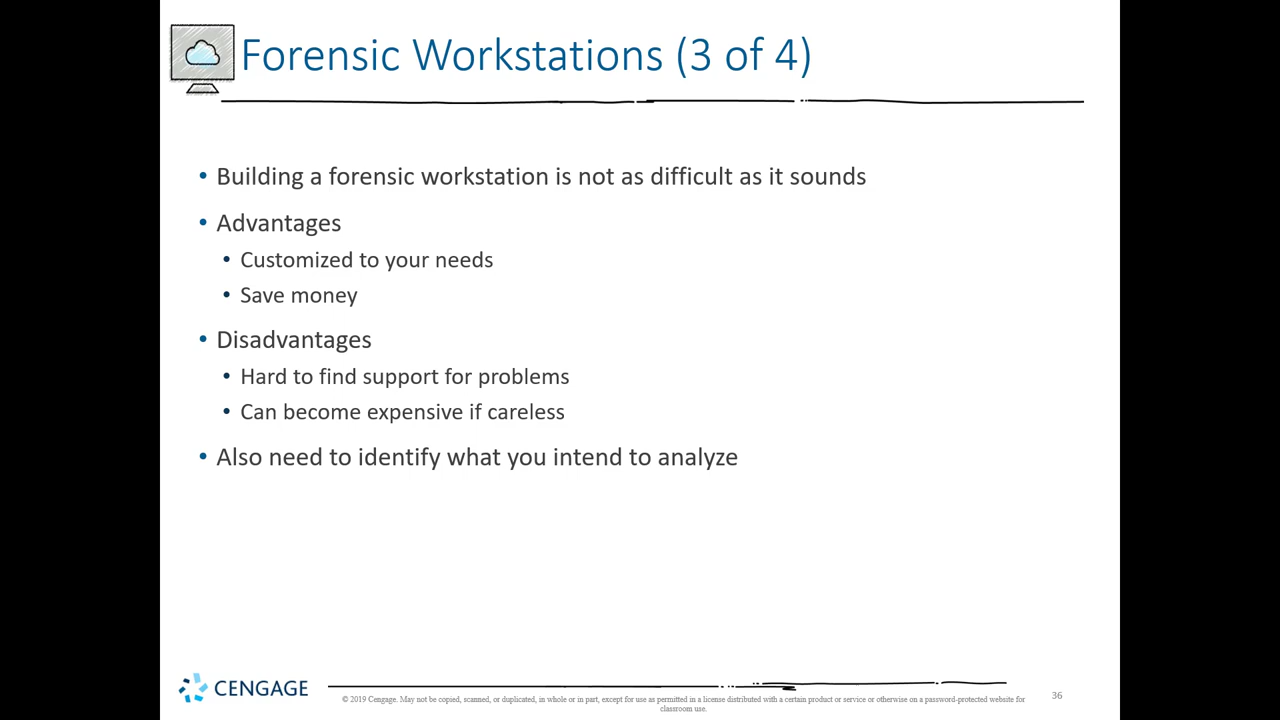 Forensic Workstations (3 of 4)
• Building a forensic workstation is not as difficult as it sounds
• Advantages
• Customized to your needs
• Save money
• Disadvantages
• Hard to find support for problems
• Can become expensive if careless
• Also need to identify what you intend to analyze
CENGAGE
© 2019 Cengage. May not be copied, scanned, or duplicated, in whole or in part, except for use as permitted in a license distributed with a certain product or service or otherwise on a password-protected website for
classroom use.
36